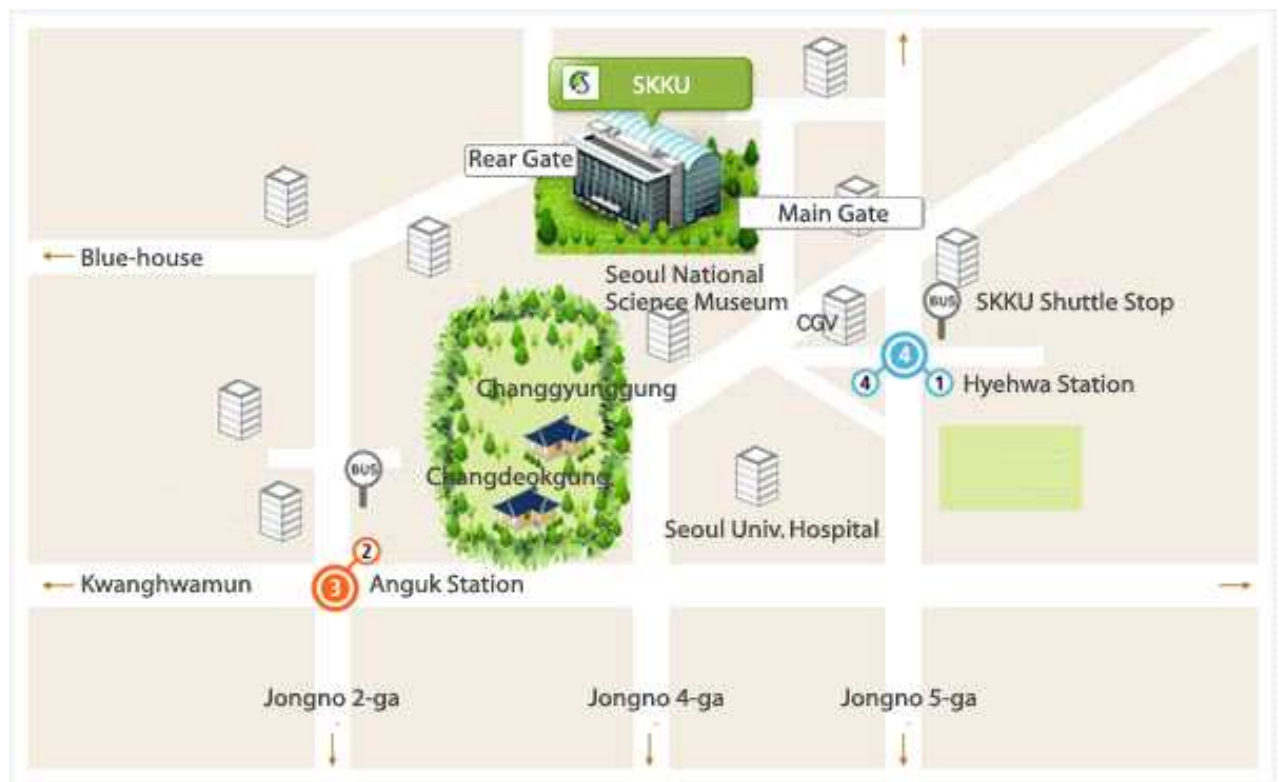 SKKU
Rear Gate
Main Gate
Blue-house
Seoul National
Science Museum
BUS
SKKU Shuttle Stop
CGV
4
4
1
Hyehwa Station
Changgyunggung
BUS
Changdeokgung
Seoul Univ. Hospital
2
Kwanghwamun
3
Anguk Station
Jongno 2-ga
Jongno 4-ga
Jongno 5-ga